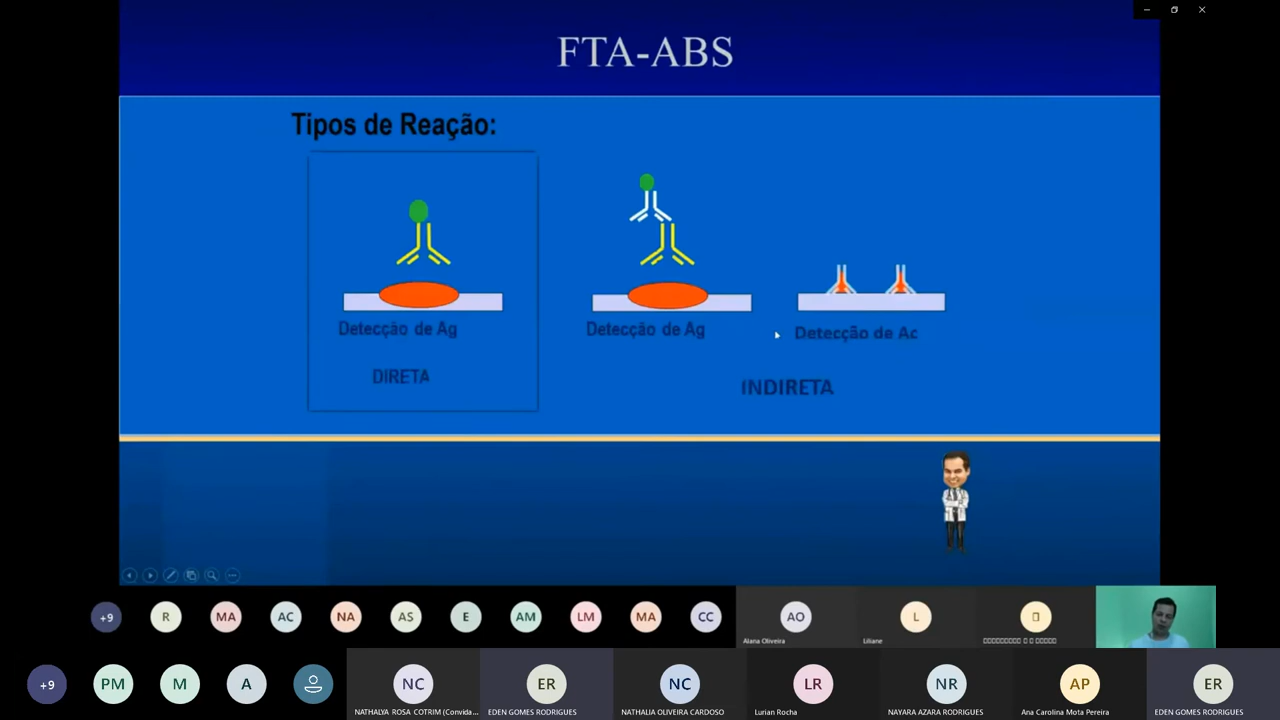 FTA-ABS
Tipos de Reação:
Detecção de Ag
Detecção de Ag
Detecção de Ac
DIRETA
INDIRETA
+9
R
MA
AC
NA
AS
E
AM
LM
MA
CC
AO
L
Alana Oliveira
Liliane
+9
PM
M
A
NC
ER
NC
LR
NR
AP
ER
NATHALYA ROSA COTRIM (Convida...
EDEN GOMES RODRIGUES
NATHALIA OLIVEIRA CARDOSO
Lurian Rocha
NAYARA AZARA RODRIGUES
Ana Carolina Mota Pereira
EDEN GOMES RODRIGUES